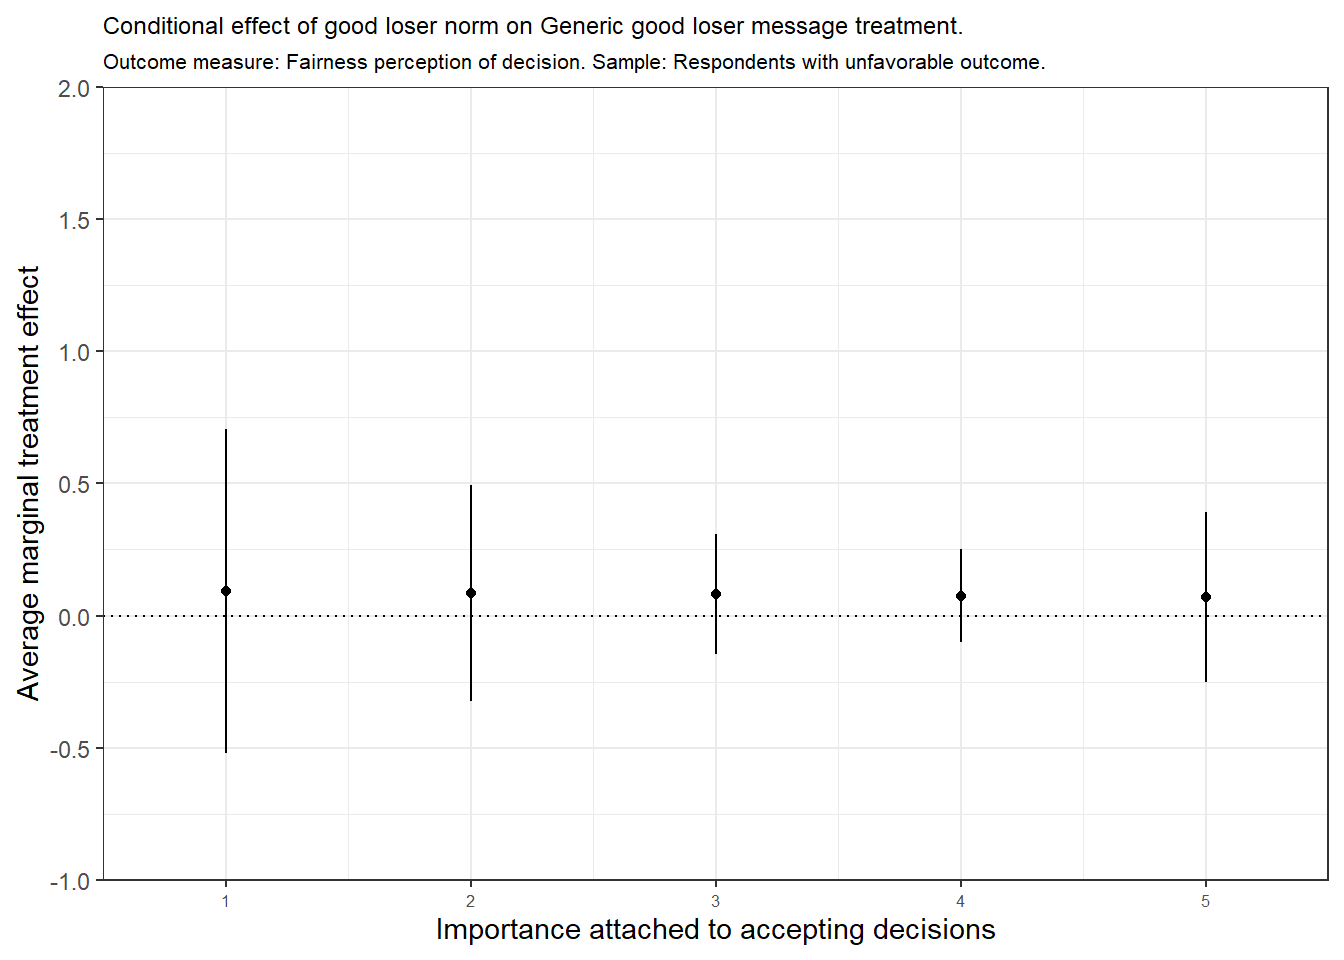 Conditional effect of good loser norm on Generic good loser message treatment.
Outcome measure: Fairness perception of decision. Sample: Respondents with unfavorable outcome.
Average marginal treatment effect
2.0
1.5
1.0
0.5
0.0
-0.5
-1.0
1 2 3 4 5
Importance attached to accepting decisions